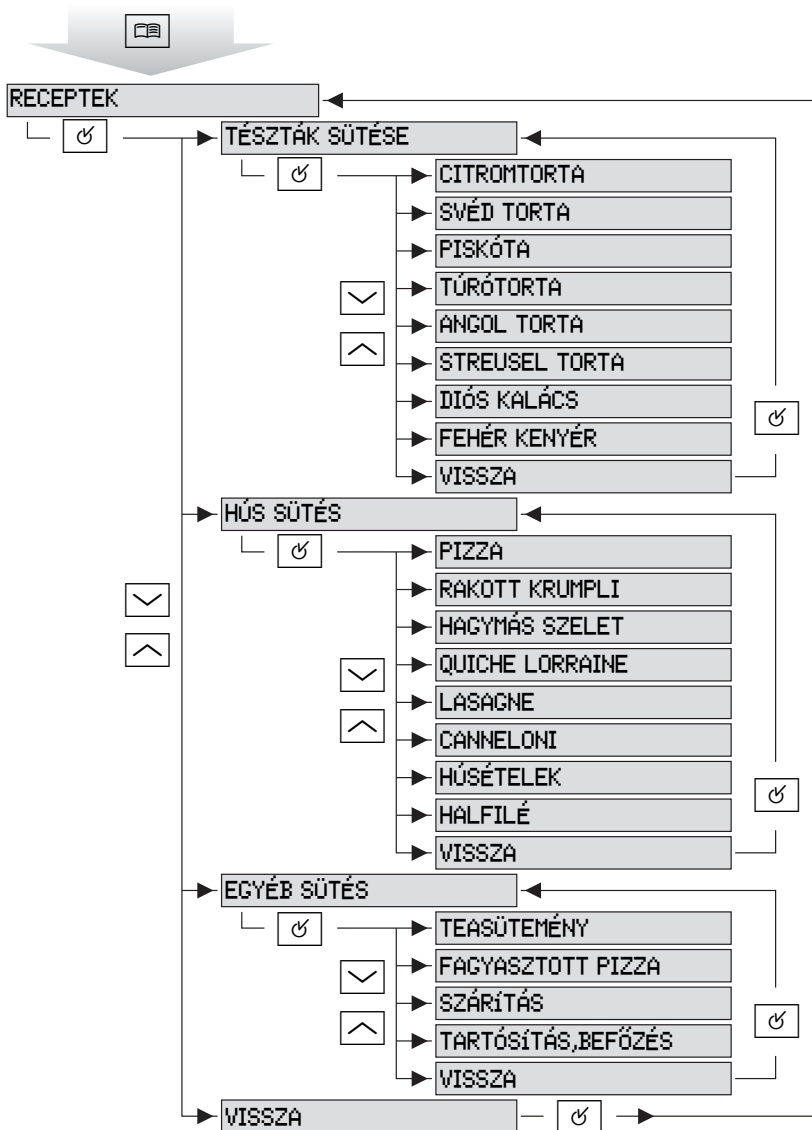 RECEPTEK
TÉSZTÁK SÜTÉSE
CITROMTORTA
SVÉD TORTA
PISKÓTA
TÚRÓTORTA
ANGOL TORTA
STREUSEL TORTA
DIÓS KALÁCS
FEHÉR KENYÉR
VISSZA
HÚS SÜTÉS
PIZZA
RAKOTT KRUMPLI
HAGYMÁS SZELET
QUICHE LORRAINE
LASAGNE
CANNELONI
HÚSÉTELEK
HALFILÉ
VISSZA
EGYÉB SÜTÉS
TEASÜTEMÉNY
FAGYASZTOTT PIZZA
SZÁRíTÁS
TARTÓSíTÁS,BEFŐZÉS
VISSZA
VISSZA